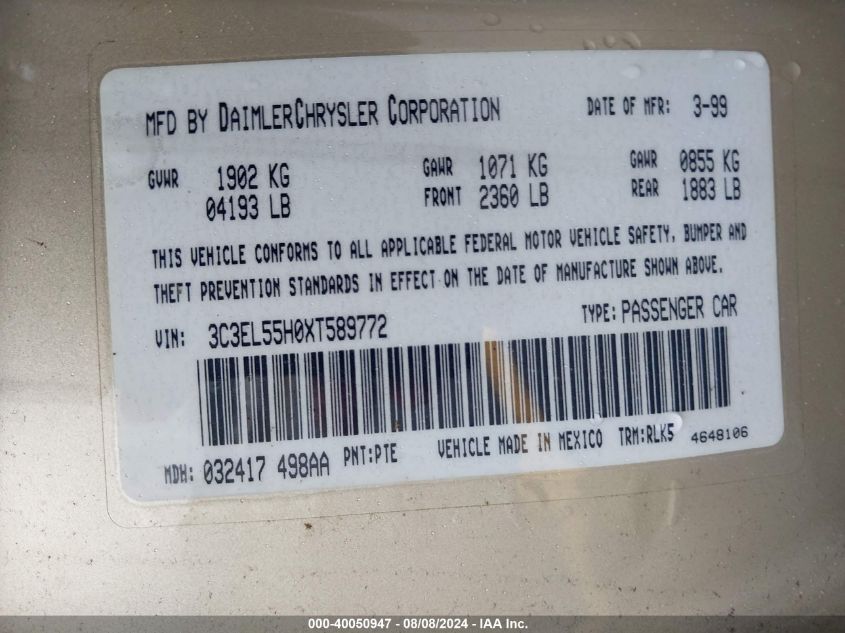 MFD BY DAIMLERCHRYSLER CORPORATION DATE OF MFR: 3-99
GVWR 1902 KG GAWR 1071 KG GAWR 0855 KG
04193 LB FRONT 2360 LB REAR 1883 LB
THIS VEHICLE CONFORMS TO ALL APPLICABLE FEDERAL MOTOR VEHICLE SAFETY, BUMPER AND
THEFT PREVENTION STANDARDS IN EFFECT ON THE DATE OF MANUFACTURE SHOWN ABOVE.
VIN: 3C3EL55H0XT589772 TYPE: PASSENGER CAR
MDH: 032417 498AA PNT:PTE VEHICLE MADE IN MEXICO TRM:RLK5 4648106
000-40050947 - 08/08/2024 - IAA Inc.